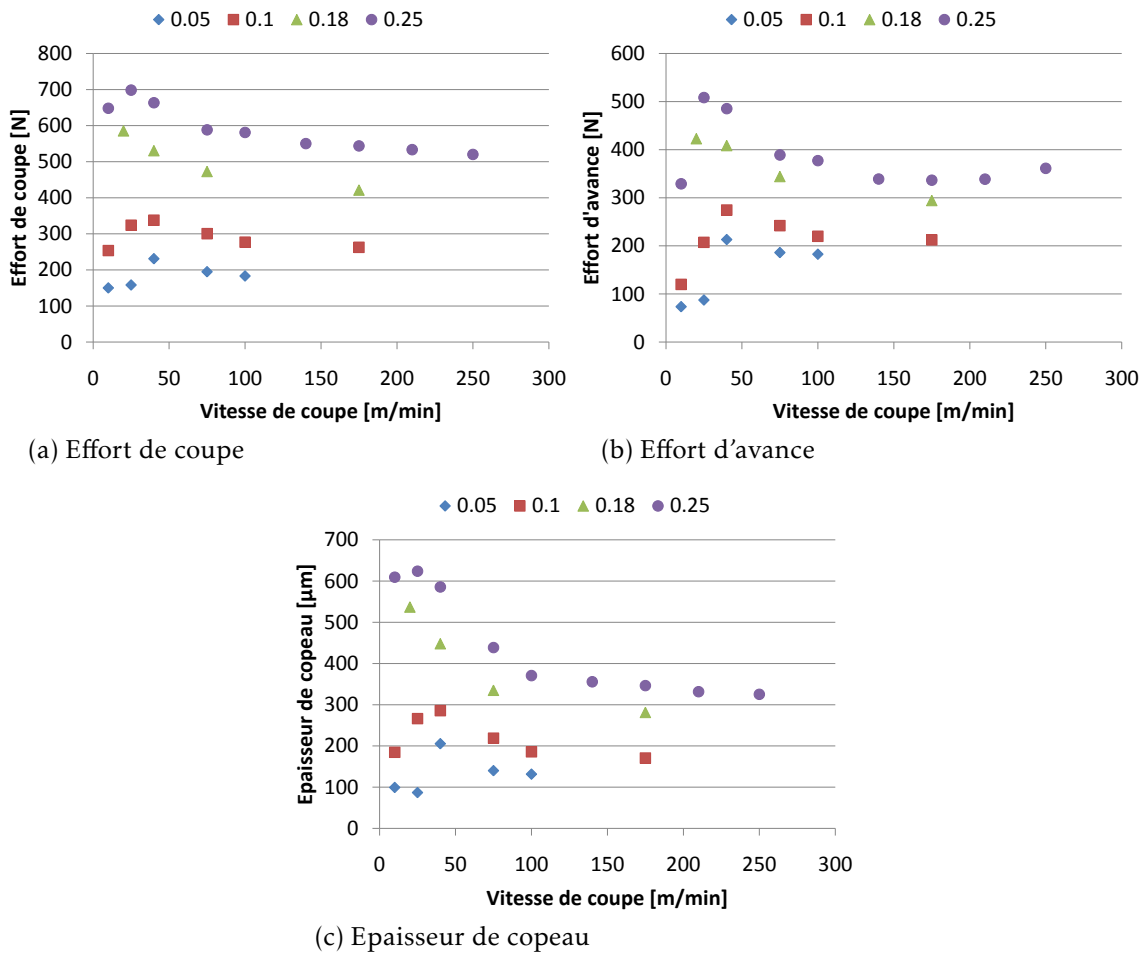 0.05 0.1 0.18 0.25
800
700
600
500
400
300
200
100
0
Effort de coupe [N]
0 50 100 150 200 250 300
Vitesse de coupe [m/min]
(a) Effort de coupe
0.05 0.1 0.18 0.25
600
500
400
300
200
100
0
Effort d'avance [N]
0 50 100 150 200 250 300
Vitesse de coupe [m/min]
(b) Effort d’avance
0.05 0.1 0.18 0.25
700
600
500
400
300
200
100
0
Epaisseur de copeau [µm]
0 50 100 150 200 250 300
Vitesse de coupe [m/min]
(c) Epaisseur de copeau